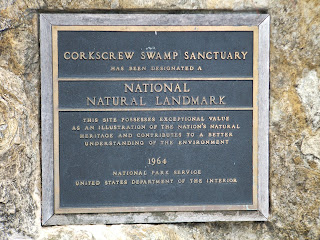 CORKSCREW SWAMP SANCTUARY
HAS BEEN DESIGNATED A
NATIONAL
NATURAL LANDMARK
THIS SITE POSSESSES EXCEPTIONAL VALUE
AS AN ILLUSTRATION OF THE NATION'S NATURAL
HERITAGE AND CONTRIBUTES TO A BETTER
UNDERSTANDING OF THE ENVIRONMENT
1964
NATIONAL PARK SERVICE
UNITED STATES DEPARTMENT OF THE INTERIOR